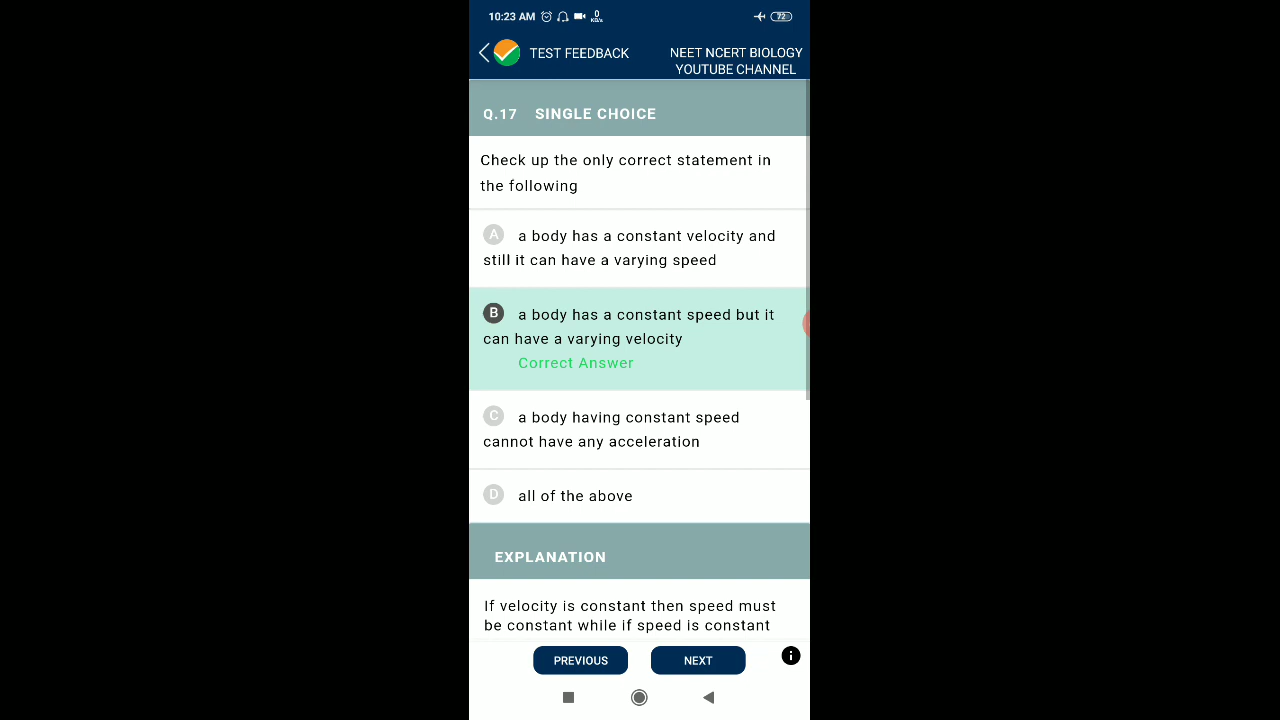 10:23 AM 0 KB/s 72
TEST FEEDBACK
NEET NCERT BIOLOGY
YOUTUBE CHANNEL
Q.17 SINGLE CHOICE
Check up the only correct statement in
the following
A a body has a constant velocity and
still it can have a varying speed
B a body has a constant speed but it
can have a varying velocity
Correct Answer
C a body having constant speed
cannot have any acceleration
D all of the above
EXPLANATION
If velocity is constant then speed must
be constant while if speed is constant
PREVIOUS NEXT i